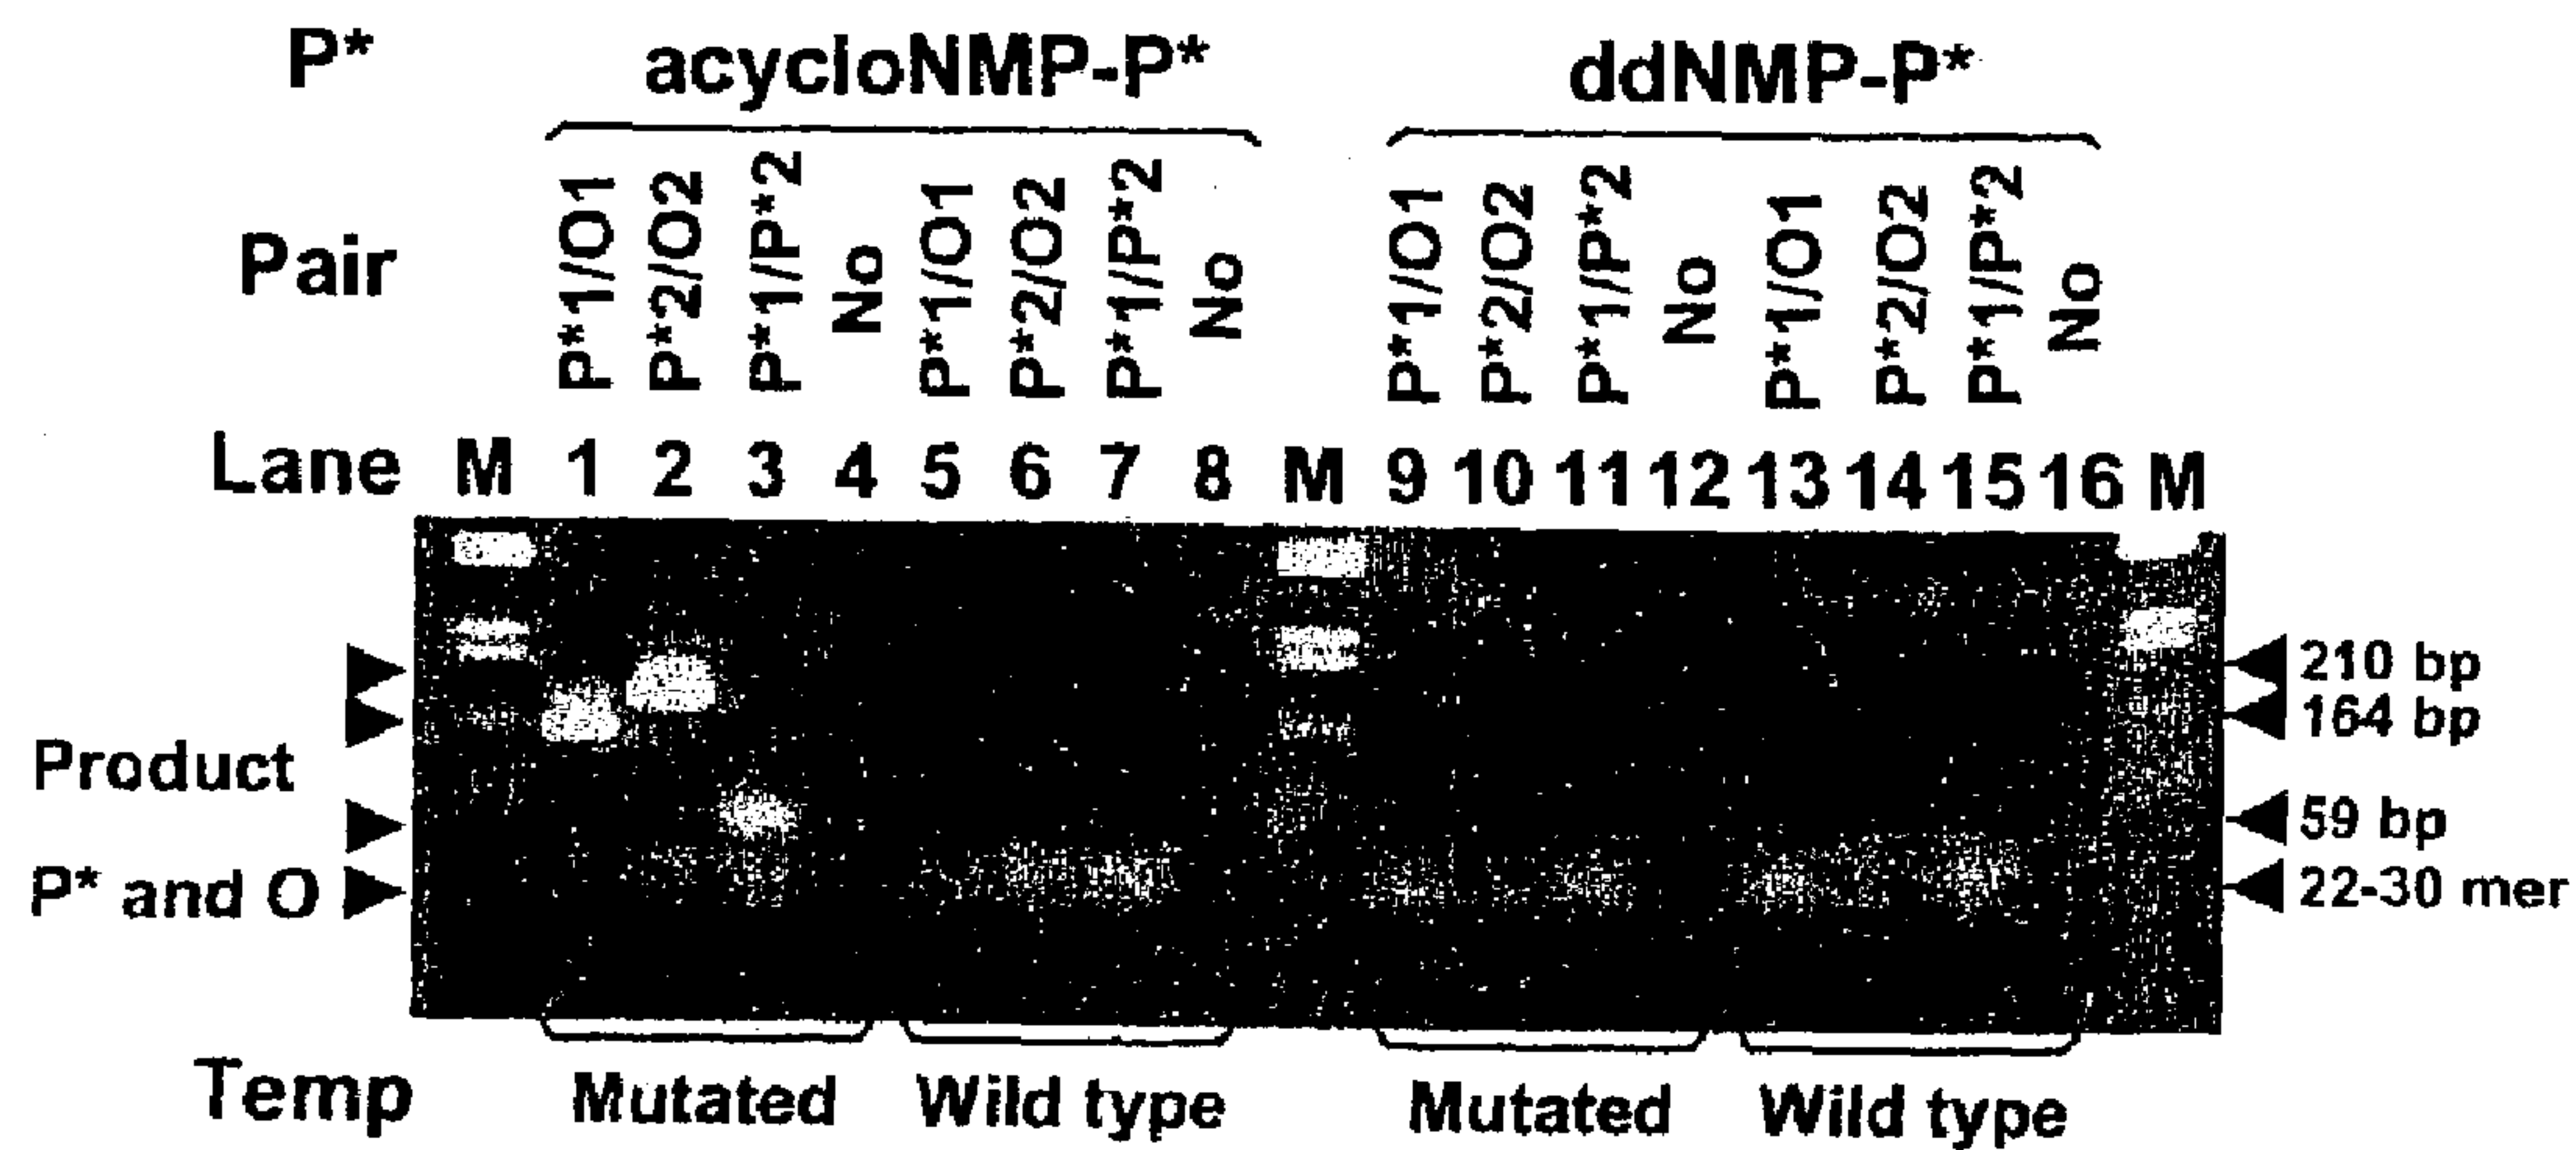 P* acycloNMP-P* ddNMP-P*
Pair P*1/O1 P*2/O2 P*1/P*2 No P*1/O1 P*2/O2 P*1/P*2 No P*1/O1 P*2/O2 P*1/P*2 No P*1/O1 P*2/O2 P*1/P*2 No
Lane M 1 2 3 4 5 6 7 8 M 9 10 11 12 13 14 15 16 M
210 bp
164 bp
Product
59 bp
P* and O 22-30 mer
Temp Mutated Wild type Mutated Wild type